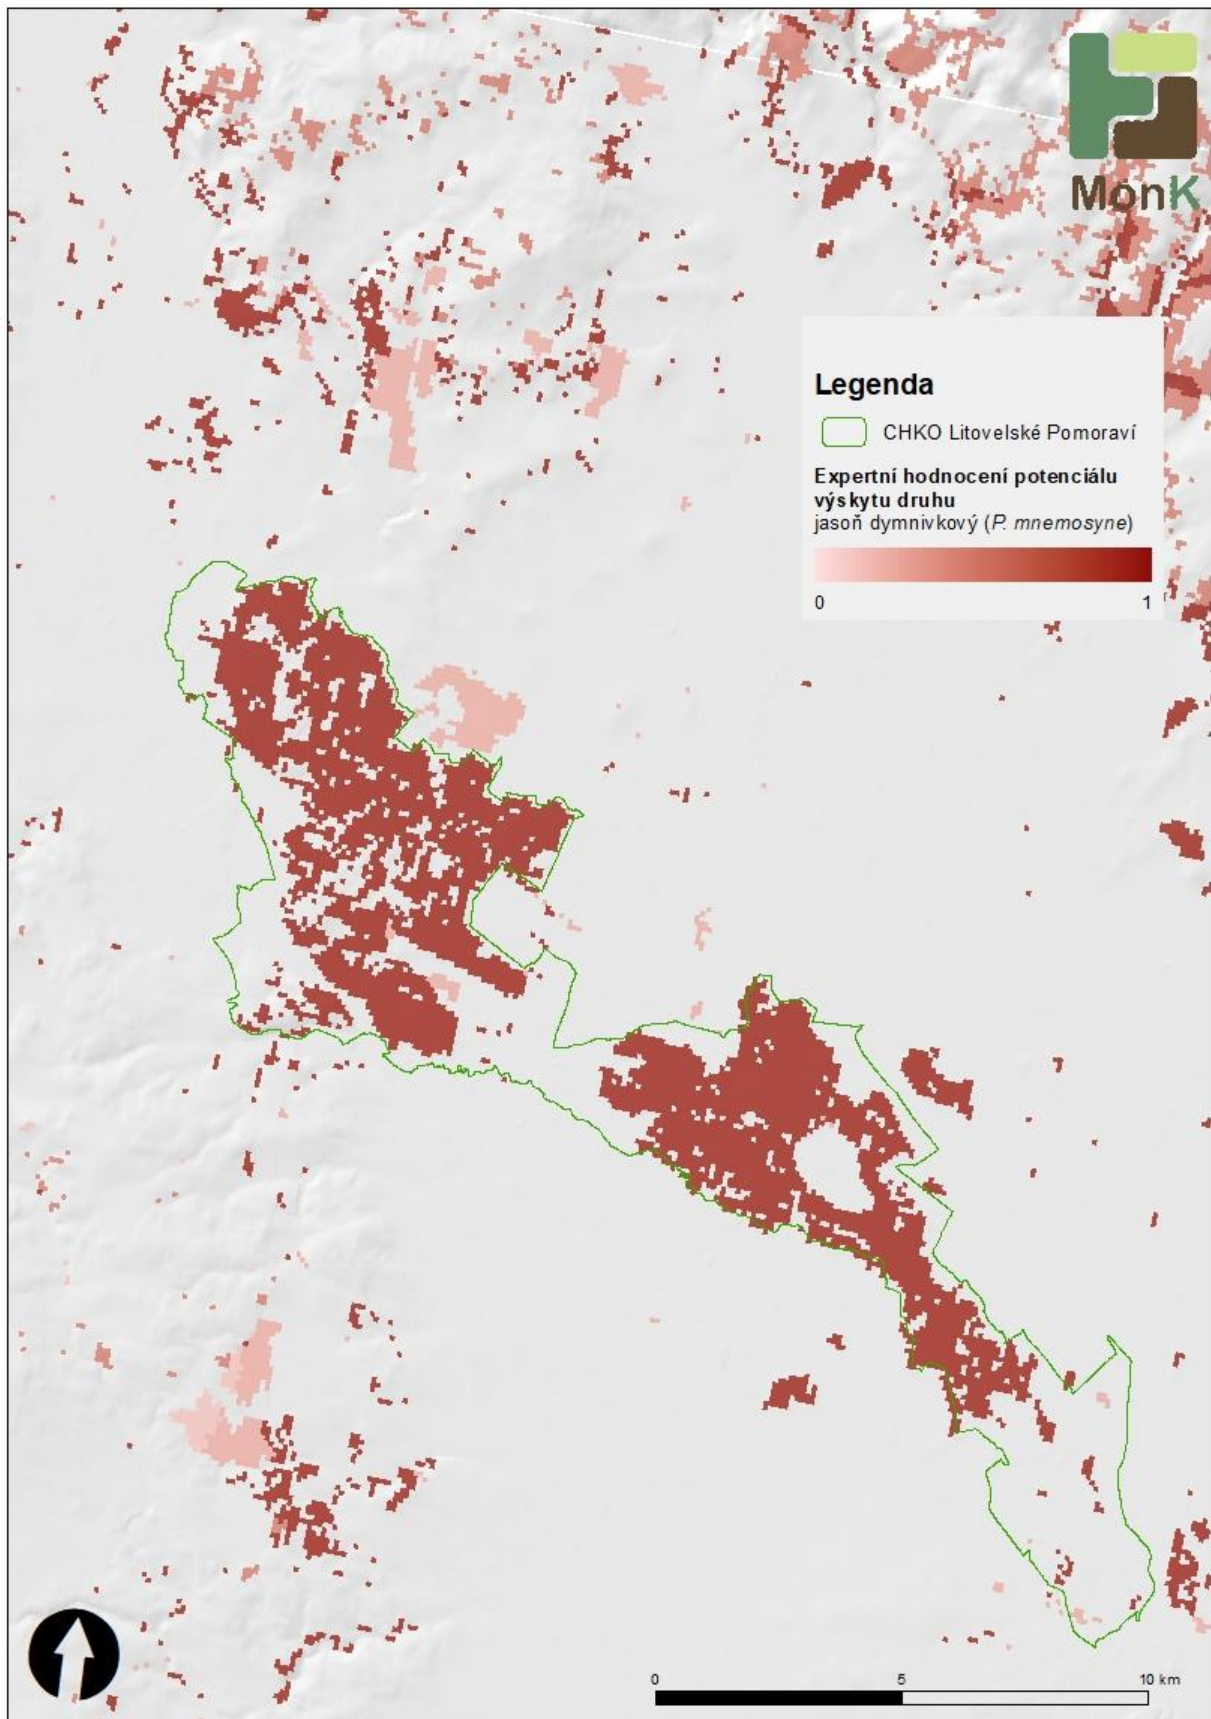 MonK
Legenda
CHKO Litovelské Pomoraví
Expertní hodnocení potenciálu
výskytu druhu
jasoň dymnivkový (P. mnemosyne)
0 1
0 5 10 km